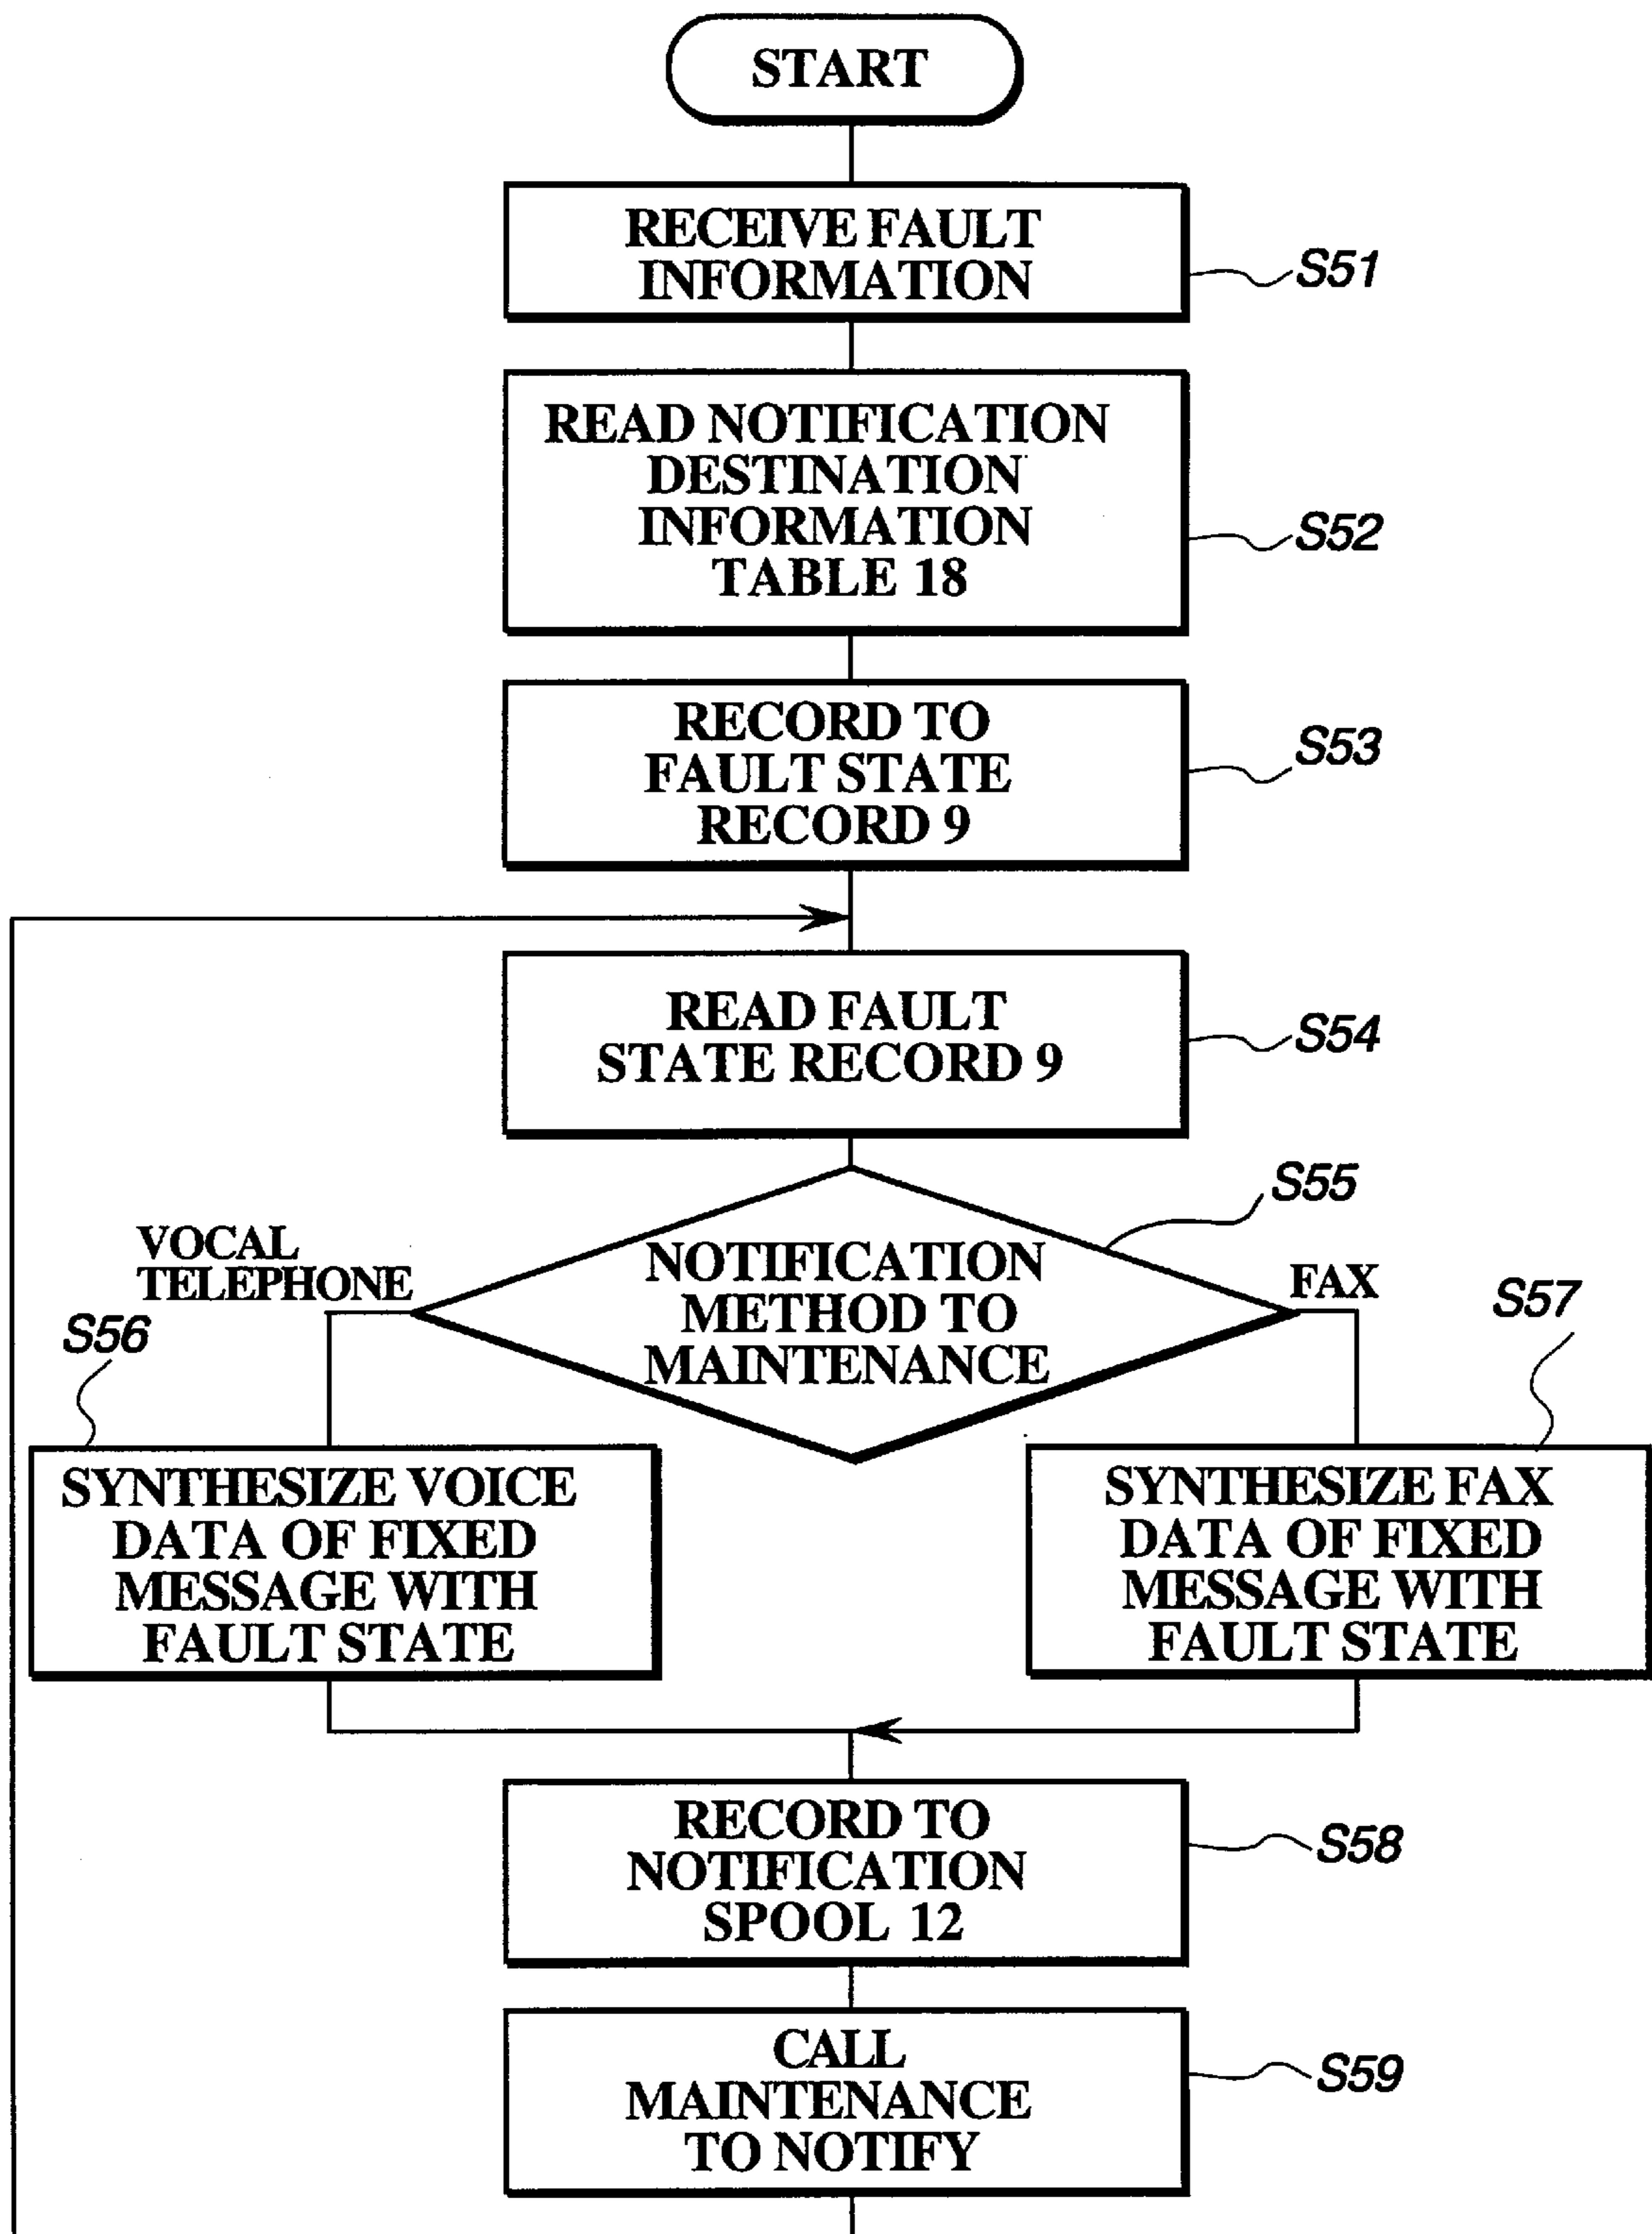 START
RECEIVE FAULT
INFORMATION
S51
READ NOTIFICATION
DESTINATION
INFORMATION
TABLE 18
S52
RECORD TO
FAULT STATE
RECORD 9
S53
READ FAULT
STATE RECORD 9
S54
S55
NOTIFICATION
METHOD TO
MAINTENANCE
VOCAL
TELEPHONE
FAX
S56
S57
SYNTHESIZE VOICE
DATA OF FIXED
MESSAGE WITH
FAULT STATE
SYNTHESIZE FAX
DATA OF FIXED
MESSAGE WITH
FAULT STATE
RECORD TO
NOTIFICATION
SPOOL 12
S58
CALL
MAINTENANCE
TO NOTIFY
S59